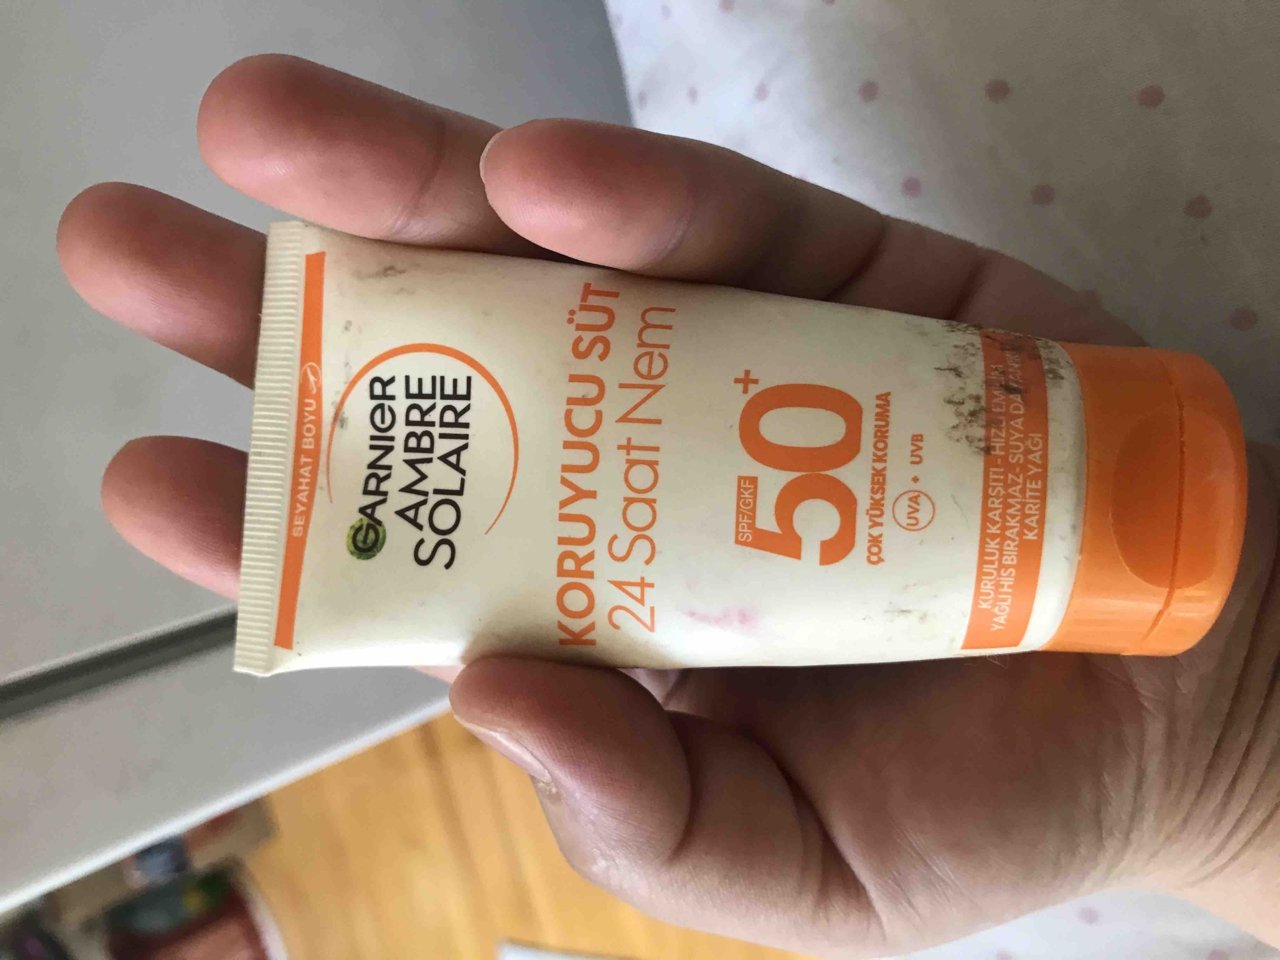 SEYAHAT BOYU
GARNIER
AMBRE
SOLAIRE
KORUYUCU SÜT
24 Saat Nem
SPF/GKF
50+
ÇOK YÜKSEK KORUMA
UVA + UVB
KURULUK KARŞITI - HIZLI EMİLİR
YAĞLI HİS BIRAKMAZ - SUYA DAYANIKLI
KARİTE YAĞI